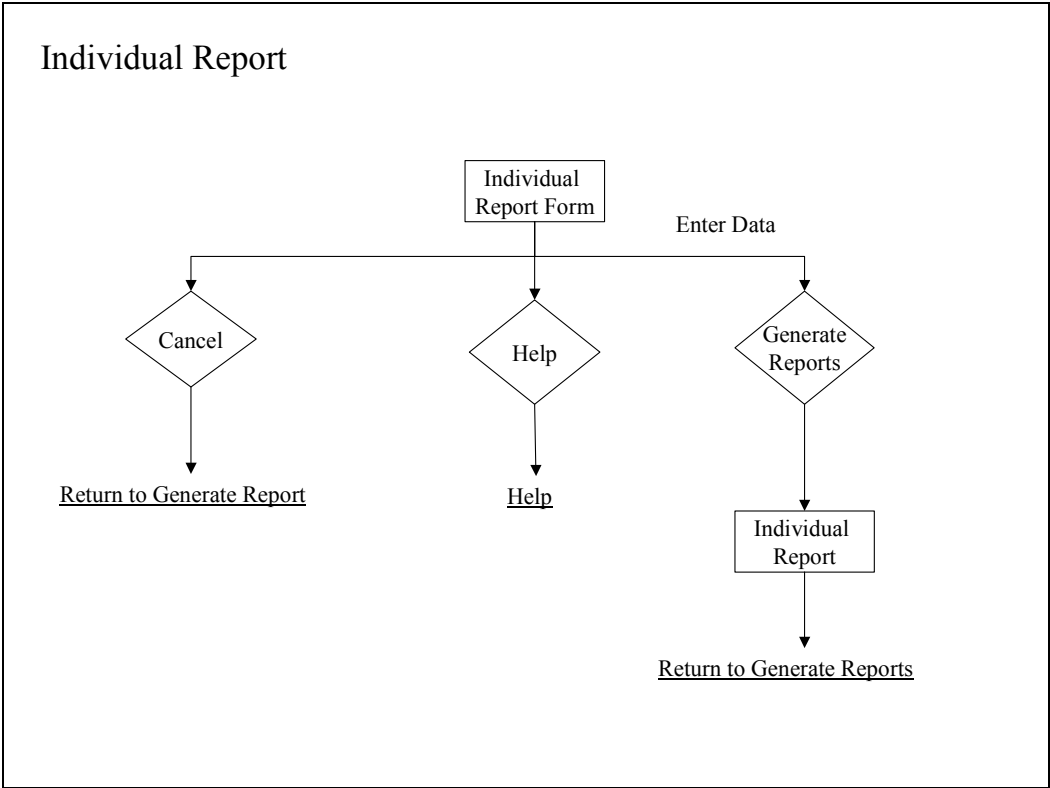 Individual Report
Individual
Report Form
Enter Data
Cancel
Help
Generate
Reports
Return to Generate Report
Help
Individual
Report
Return to Generate Reports